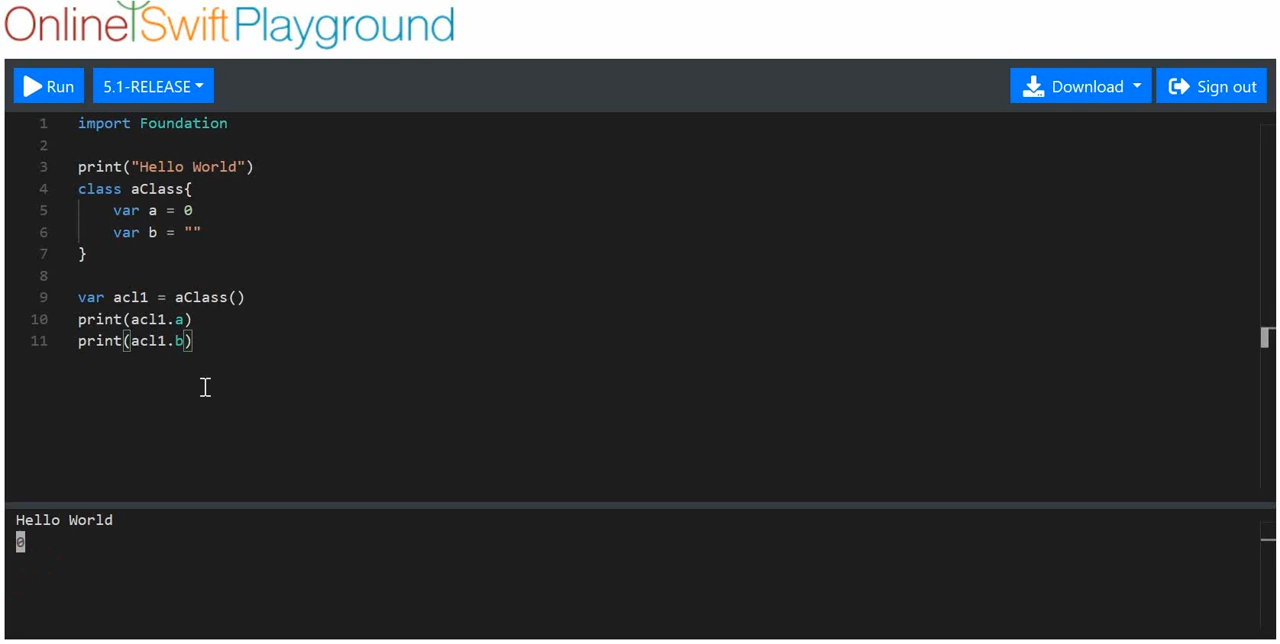 Online Swift Playground
Run 5.1-RELEASE Download Sign out
1 import Foundation
2
3 print("Hello World")
4 class aClass{
5 var a = 0
6 var b = ""
7 }
8
9 var acl1 = aClass()
10 print(acl1.a)
11 print(acl1.b)
Hello World
0